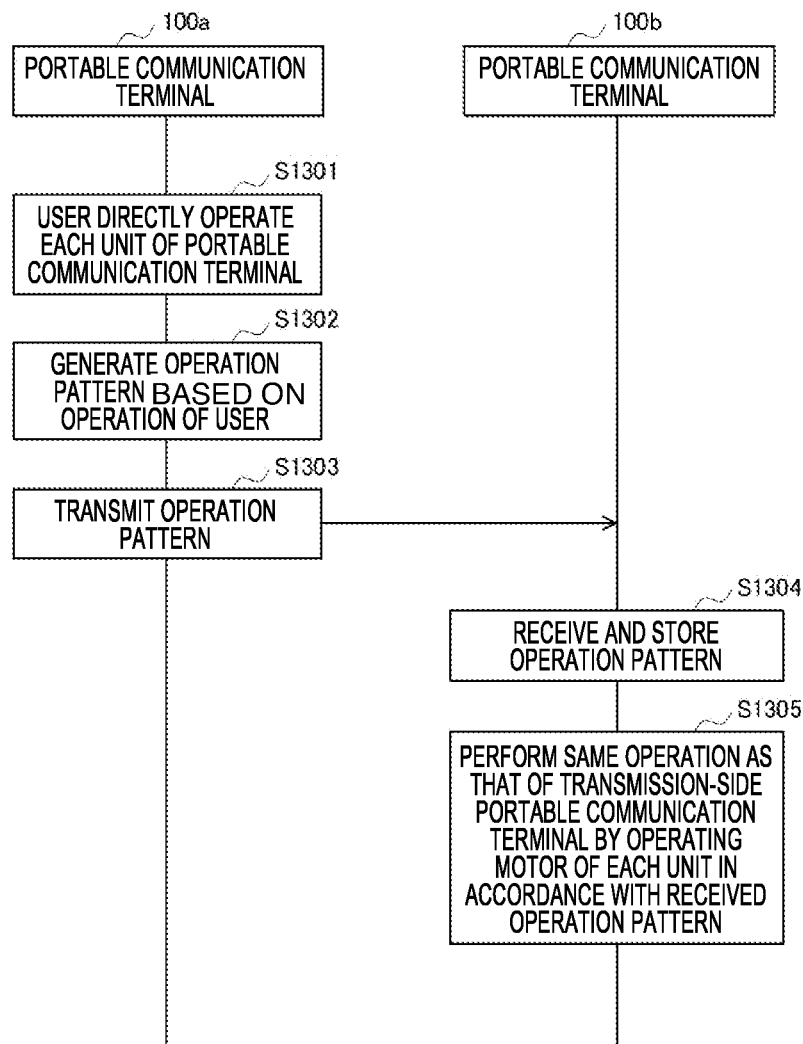 100a
100b
PORTABLE COMMUNICATION
TERMINAL
PORTABLE COMMUNICATION
TERMINAL
S1301
USER DIRECTLY OPERATE
EACH UNIT OF PORTABLE
COMMUNICATION TERMINAL
S1302
GENERATE OPERATION
PATTERN BASED ON
OPERATION OF USER
S1303
TRANSMIT OPERATION
PATTERN
S1304
RECEIVE AND STORE
OPERATION PATTERN
S1305
PERFORM SAME OPERATION AS
THAT OF TRANSMISSION-SIDE
PORTABLE COMMUNICATION
TERMINAL BY OPERATING
MOTOR OF EACH UNIT IN
ACCORDANCE WITH RECEIVED
OPERATION PATTERN